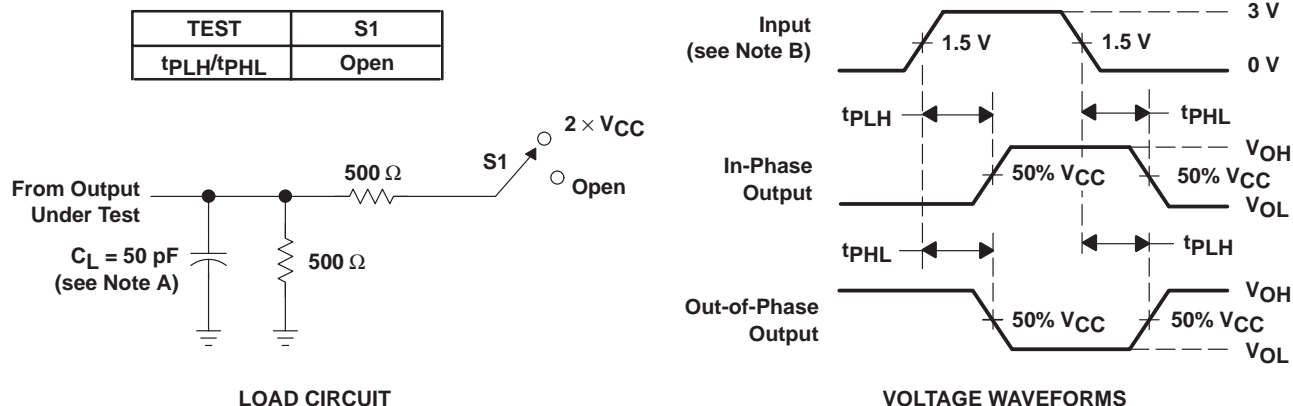 TEST S1
tPLH/tPHL Open
2 × VCC
S1
500 Ω
Open
From Output
Under Test
CL = 50 pF
(see Note A)
500 Ω
LOAD CIRCUIT
Input
(see Note B)
1.5 V
1.5 V
3 V
0 V
tPLH
tPHL
In-Phase
Output
50% VCC
VOH
50% VCC
VOL
tPHL
tPLH
Out-of-Phase
Output
50% VCC
VOH
50% VCC
VOL
VOLTAGE WAVEFORMS